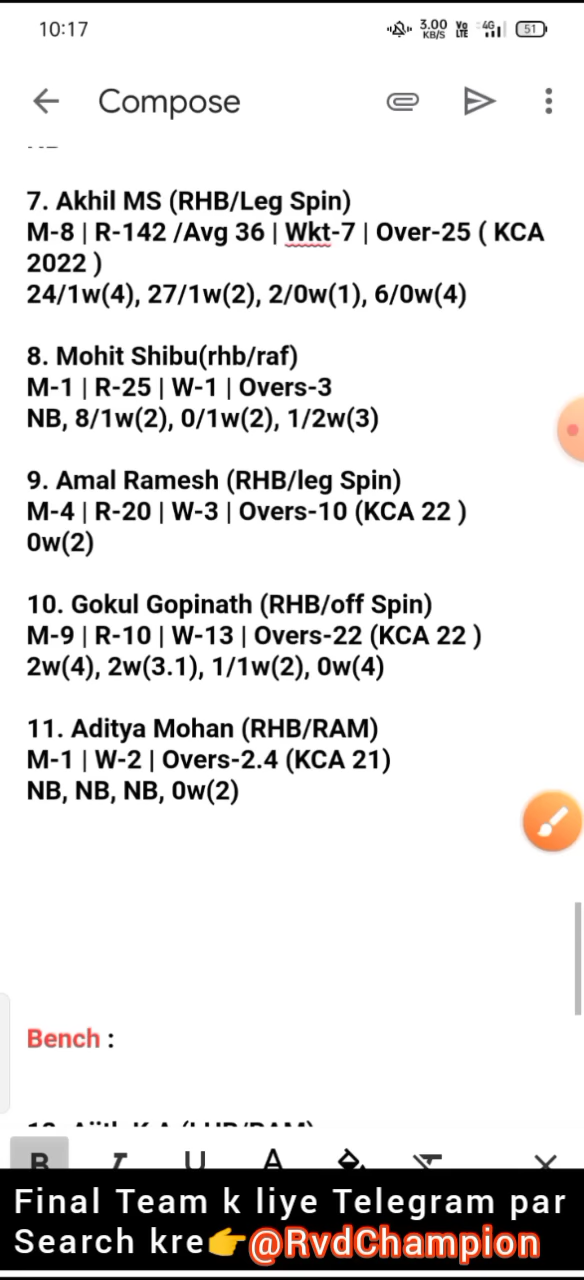 10:17
3.00 KB/S Vo LTE 4G 51
Compose
7. Akhil MS (RHB/Leg Spin)
M-8 | R-142 /Avg 36 | Wkt-7 | Over-25 ( KCA
2022 )
24/1w(4), 27/1w(2), 2/0w(1), 6/0w(4)
8. Mohit Shibu(rhb/raf)
M-1 | R-25 | W-1 | Overs-3
NB, 8/1w(2), 0/1w(2), 1/2w(3)
9. Amal Ramesh (RHB/leg Spin)
M-4 | R-20 | W-3 | Overs-10 (KCA 22 )
0w(2)
10. Gokul Gopinath (RHB/off Spin)
M-9 | R-10 | W-13 | Overs-22 (KCA 22 )
2w(4), 2w(3.1), 1/1w(2), 0w(4)
11. Aditya Mohan (RHB/RAM)
M-1 | W-2 | Overs-2.4 (KCA 21)
NB, NB, NB, 0w(2)
Bench :
B I U A
Final Team k liye Telegram par
Search kre👉@RvdChampion